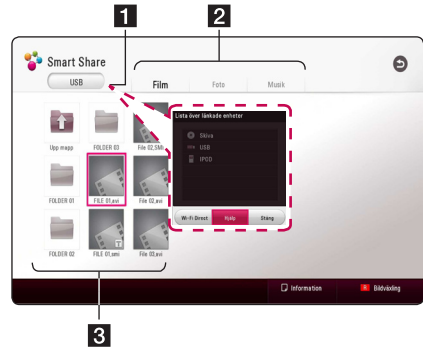 1
2
Smart Share
USB
Film
Foto
Musik
Lista över länkade enheter
Skiva
USB
IPOD
Wi-Fi Direct
Hjälp
Stäng
Upp mapp
FOLDER 03
File 02.SMi
FOLDER 01
FILE 01.avi
File 02.avi
FOLDER 02
FILE 01.smi
File 03.avi
Information
Bildväxling
3